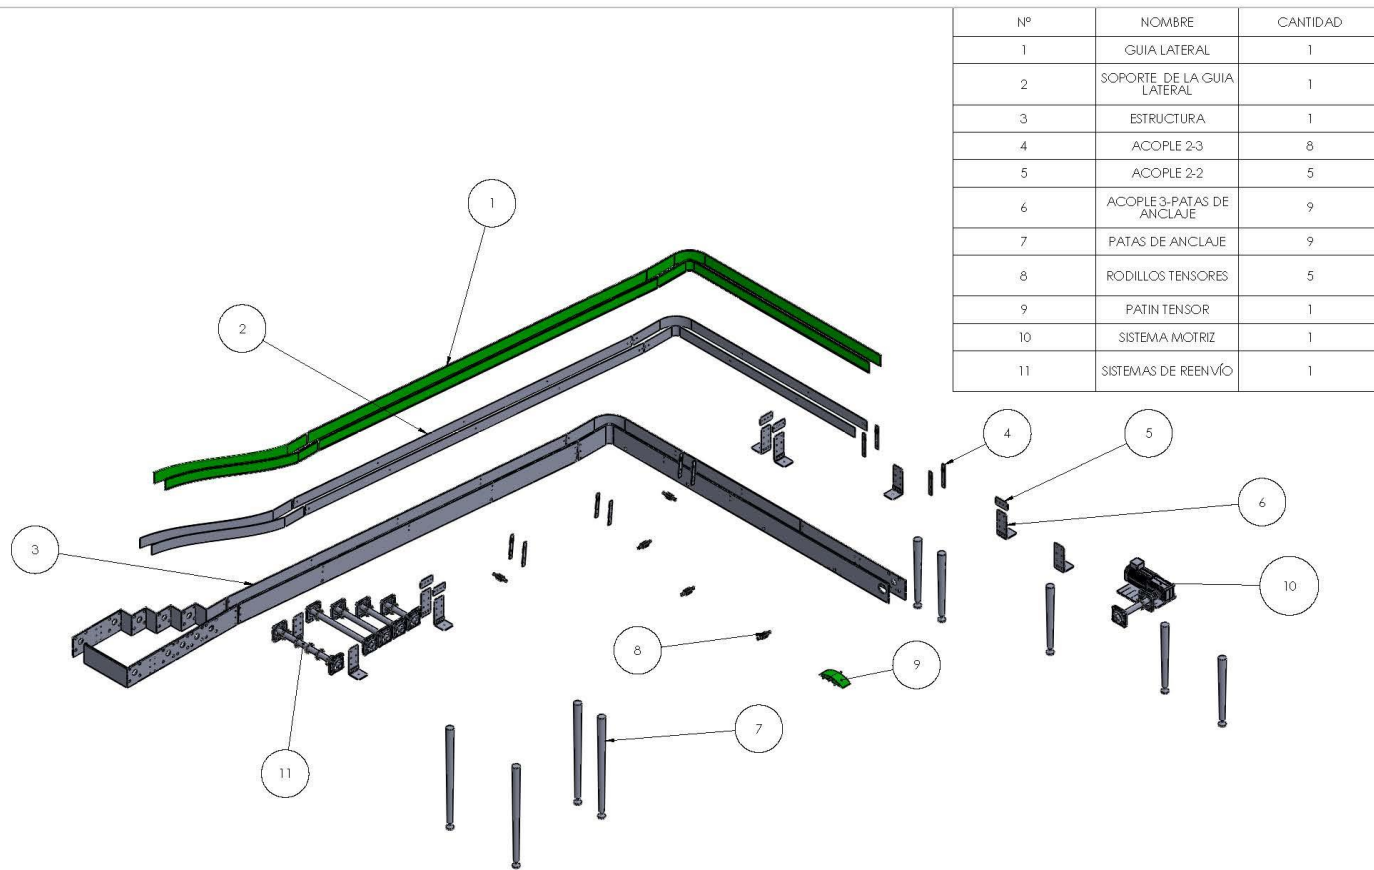 Nº NOMBRE CANTIDAD
1 GUIA LATERAL 1
2 SOPORTE DE LA GUIA LATERAL 1
3 ESTRUCTURA 1
4 ACOPLE 2-3 8
5 ACOPLE 2-2 5
6 ACOPLE 3-PATAS DE ANCLAJE 9
7 PATAS DE ANCLAJE 9
8 RODILLOS TENSORES 5
9 PATIN TENSOR 1
10 SISTEMA MOTRIZ 1
11 SISTEMAS DE REENVÍO 1
1
2
4
5
6
3
10
8
9
7
11